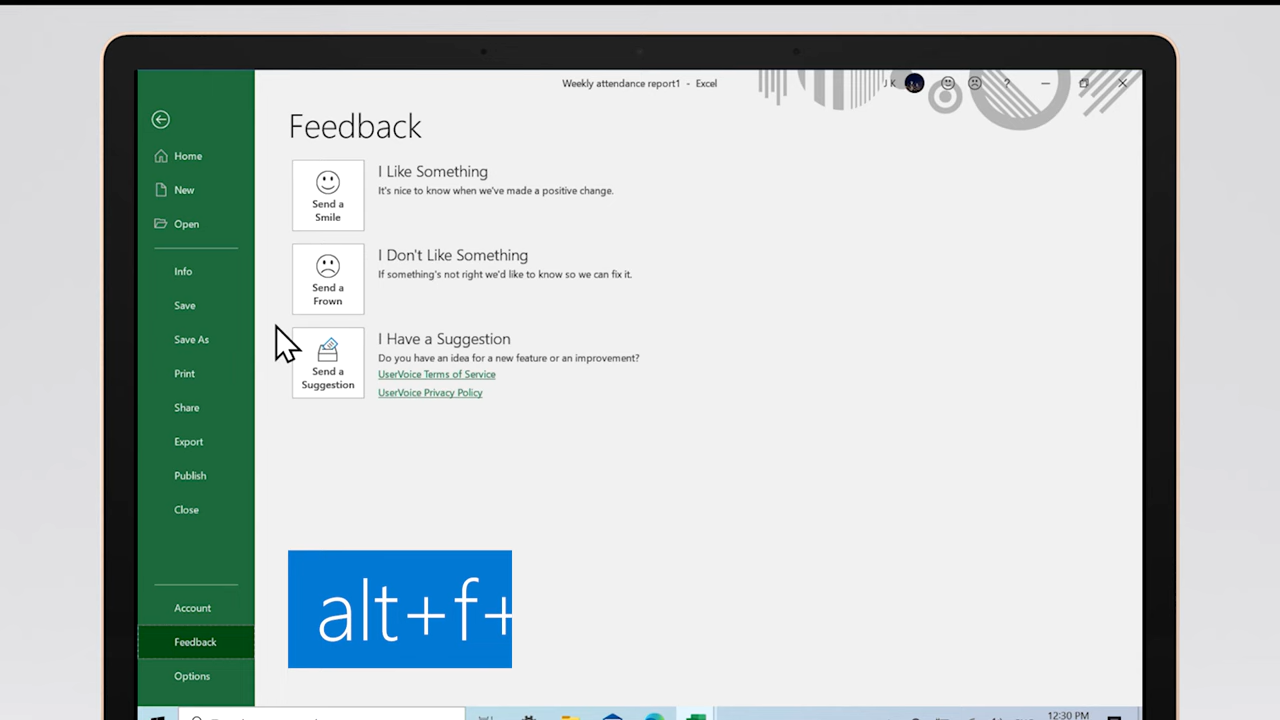 Weekly attendance report1 - Excel
J K
?
Feedback
Home
New
Open
Info
Save
Save As
Print
Share
Export
Publish
Close
Account
Feedback
Options
Send a
Smile
I Like Something
It's nice to know when we've made a positive change.
Send a
Frown
I Don't Like Something
If something's not right we'd like to know so we can fix it.
Send a
Suggestion
I Have a Suggestion
Do you have an idea for a new feature or an improvement?
UserVoice Terms of Service
UserVoice Privacy Policy
alt+f+
12:30 PM